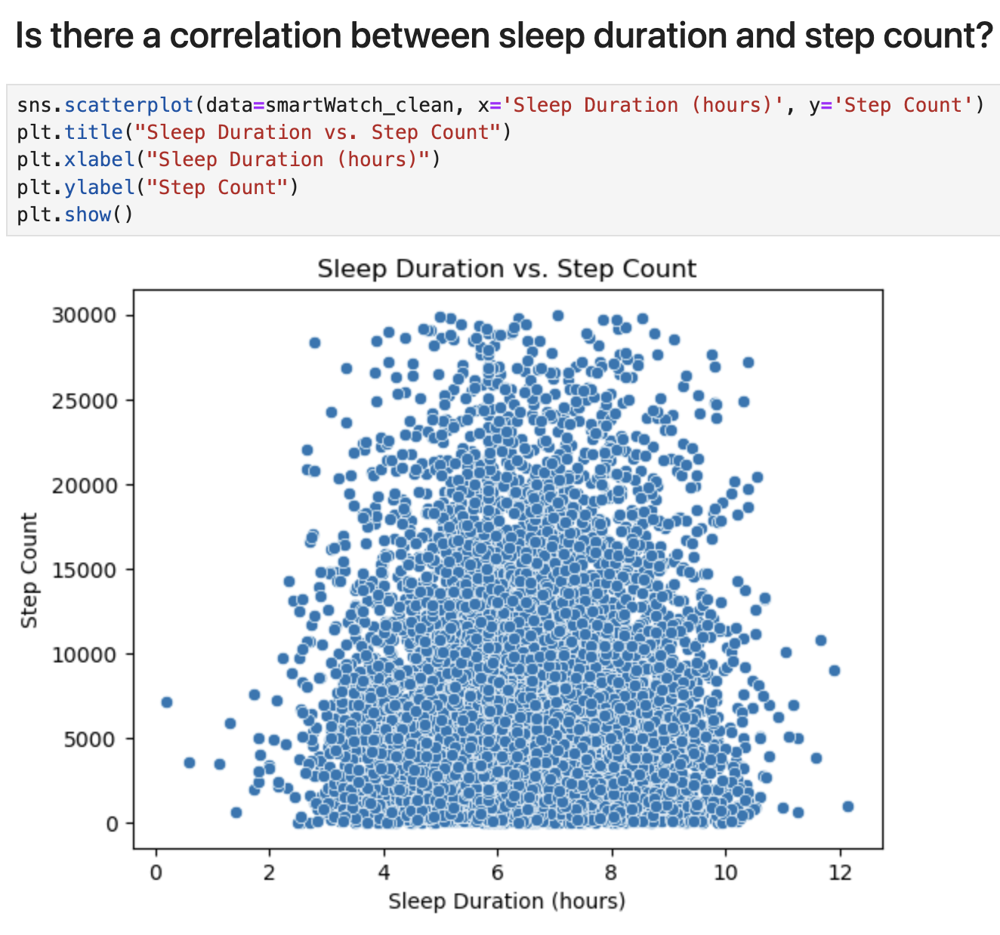 Is there a correlation between sleep duration and step count?
sns.scatterplot(data=smartWatch_clean, x='Sleep Duration (hours)', y='Step Count')
plt.title("Sleep Duration vs. Step Count")
plt.xlabel("Sleep Duration (hours)")
plt.ylabel("Step Count")
plt.show()
Sleep Duration vs. Step Count
30000
25000
20000
15000
10000
5000
0
Step Count
0 2 4 6 8 10 12
Sleep Duration (hours)